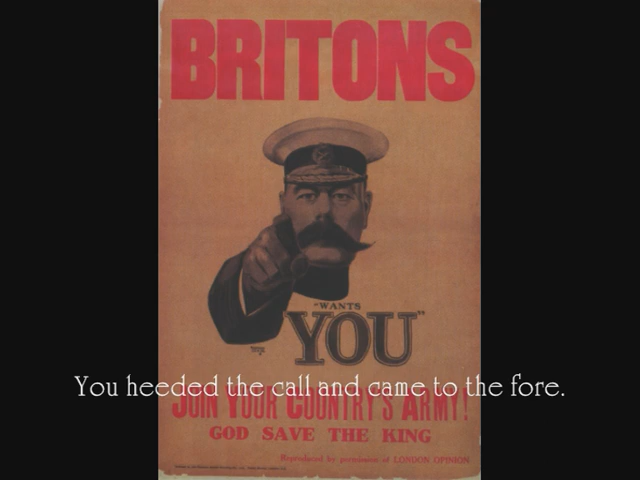 BRITONS
"WANTS
YOU"
You heeded the call and came to the fore.
JOIN YOUR COUNTRY'S ARMY!
GOD SAVE THE KING
Reproduced by permission of LONDON OPINION